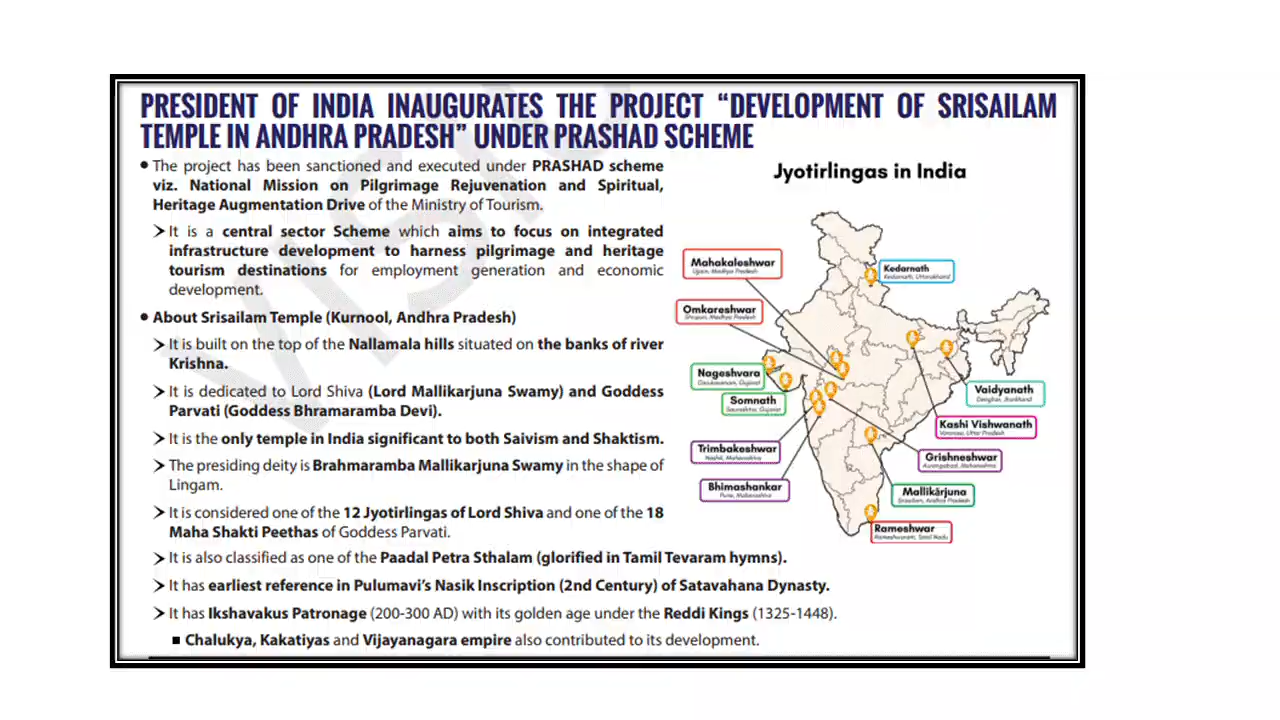 PRESIDENT OF INDIA INAUGURATES THE PROJECT “DEVELOPMENT OF SRISAILAM
TEMPLE IN ANDHRA PRADESH” UNDER PRASHAD SCHEME
• The project has been sanctioned and executed under PRASHAD scheme
viz. National Mission on Pilgrimage Rejuvenation and Spiritual,
Heritage Augmentation Drive of the Ministry of Tourism.
➢ It is a central sector Scheme which aims to focus on integrated
infrastructure development to harness pilgrimage and heritage
tourism destinations for employment generation and economic
development.
• About Srisailam Temple (Kurnool, Andhra Pradesh)
➢ It is built on the top of the Nallamala hills situated on the banks of river
Krishna.
➢ It is dedicated to Lord Shiva (Lord Mallikarjuna Swamy) and Goddess
Parvati (Goddess Bhramaramba Devi).
➢ It is the only temple in India significant to both Saivism and Shaktism.
➢ The presiding deity is Brahmaramba Mallikarjuna Swamy in the shape of
Lingam.
➢ It is considered one of the 12 Jyotirlingas of Lord Shiva and one of the 18
Maha Shakti Peethas of Goddess Parvati.
➢ It is also classified as one of the Paadal Petra Sthalam (glorified in Tamil Tevaram hymns).
➢ It has earliest reference in Pulumavi’s Nasik Inscription (2nd Century) of Satavahana Dynasty.
➢ It has Ikshavakus Patronage (200-300 AD) with its golden age under the Reddi Kings (1325-1448).
■ Chalukya, Kakatiyas and Vijayanagara empire also contributed to its development.
Jyotirlingas in India
Mahakaleshwar
Ujjain, Madhya Pradesh
Kedarnath
Kedarnath, Uttarakhand
Omkareshwar
Madhya Pradesh
Nageshvara
Gujarat
Somnath
Saurashtra, Gujarat
Vaidyanath
Deoghar, Jharkhand
Kashi Vishwanath
Varanasi, Uttar Pradesh
Trimbakeshwar
Nashik, Maharashtra
Grishneshwar
Aurangabad, Maharashtra
Bhimashankar
Pune, Maharashtra
Mallikārjuna
Srisailam, Andhra Pradesh
Rameshwar
Rameshwaram, Tamil Nadu